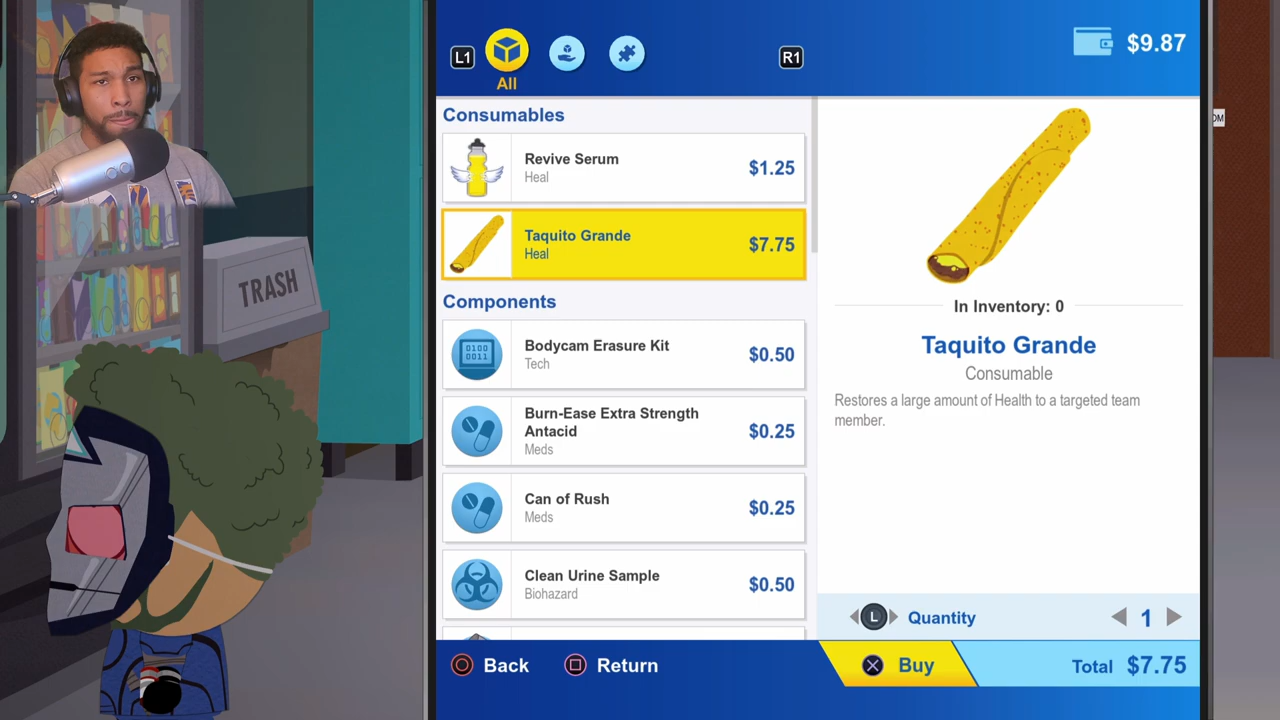 L1
All
R1
$9.87
Consumables
Revive Serum
Heal
$1.25
Taquito Grande
Heal
$7.75
Components
Bodycam Erasure Kit
Tech
$0.50
Burn-Ease Extra Strength
Antacid
Meds
$0.25
Can of Rush
Meds
$0.25
Clean Urine Sample
Biohazard
$0.50
In Inventory: 0
Taquito Grande
Consumable
Restores a large amount of Health to a targeted team
member.
L Quantity 1
Back
Return
Buy
Total $7.75
TRASH
0100
0011